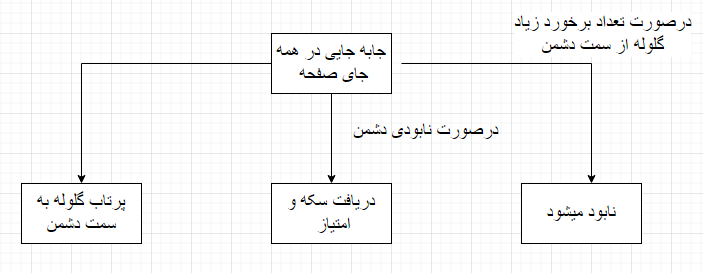 درصورت تعداد برخورد زیاد
گلوله از سمت دشمن
جابه جایی در همه
جای صفحه
درصورت نابودی دشمن
نابود میشود
دریافت سکه و
امتیاز
پرتاب گلوله به
سمت دشمن